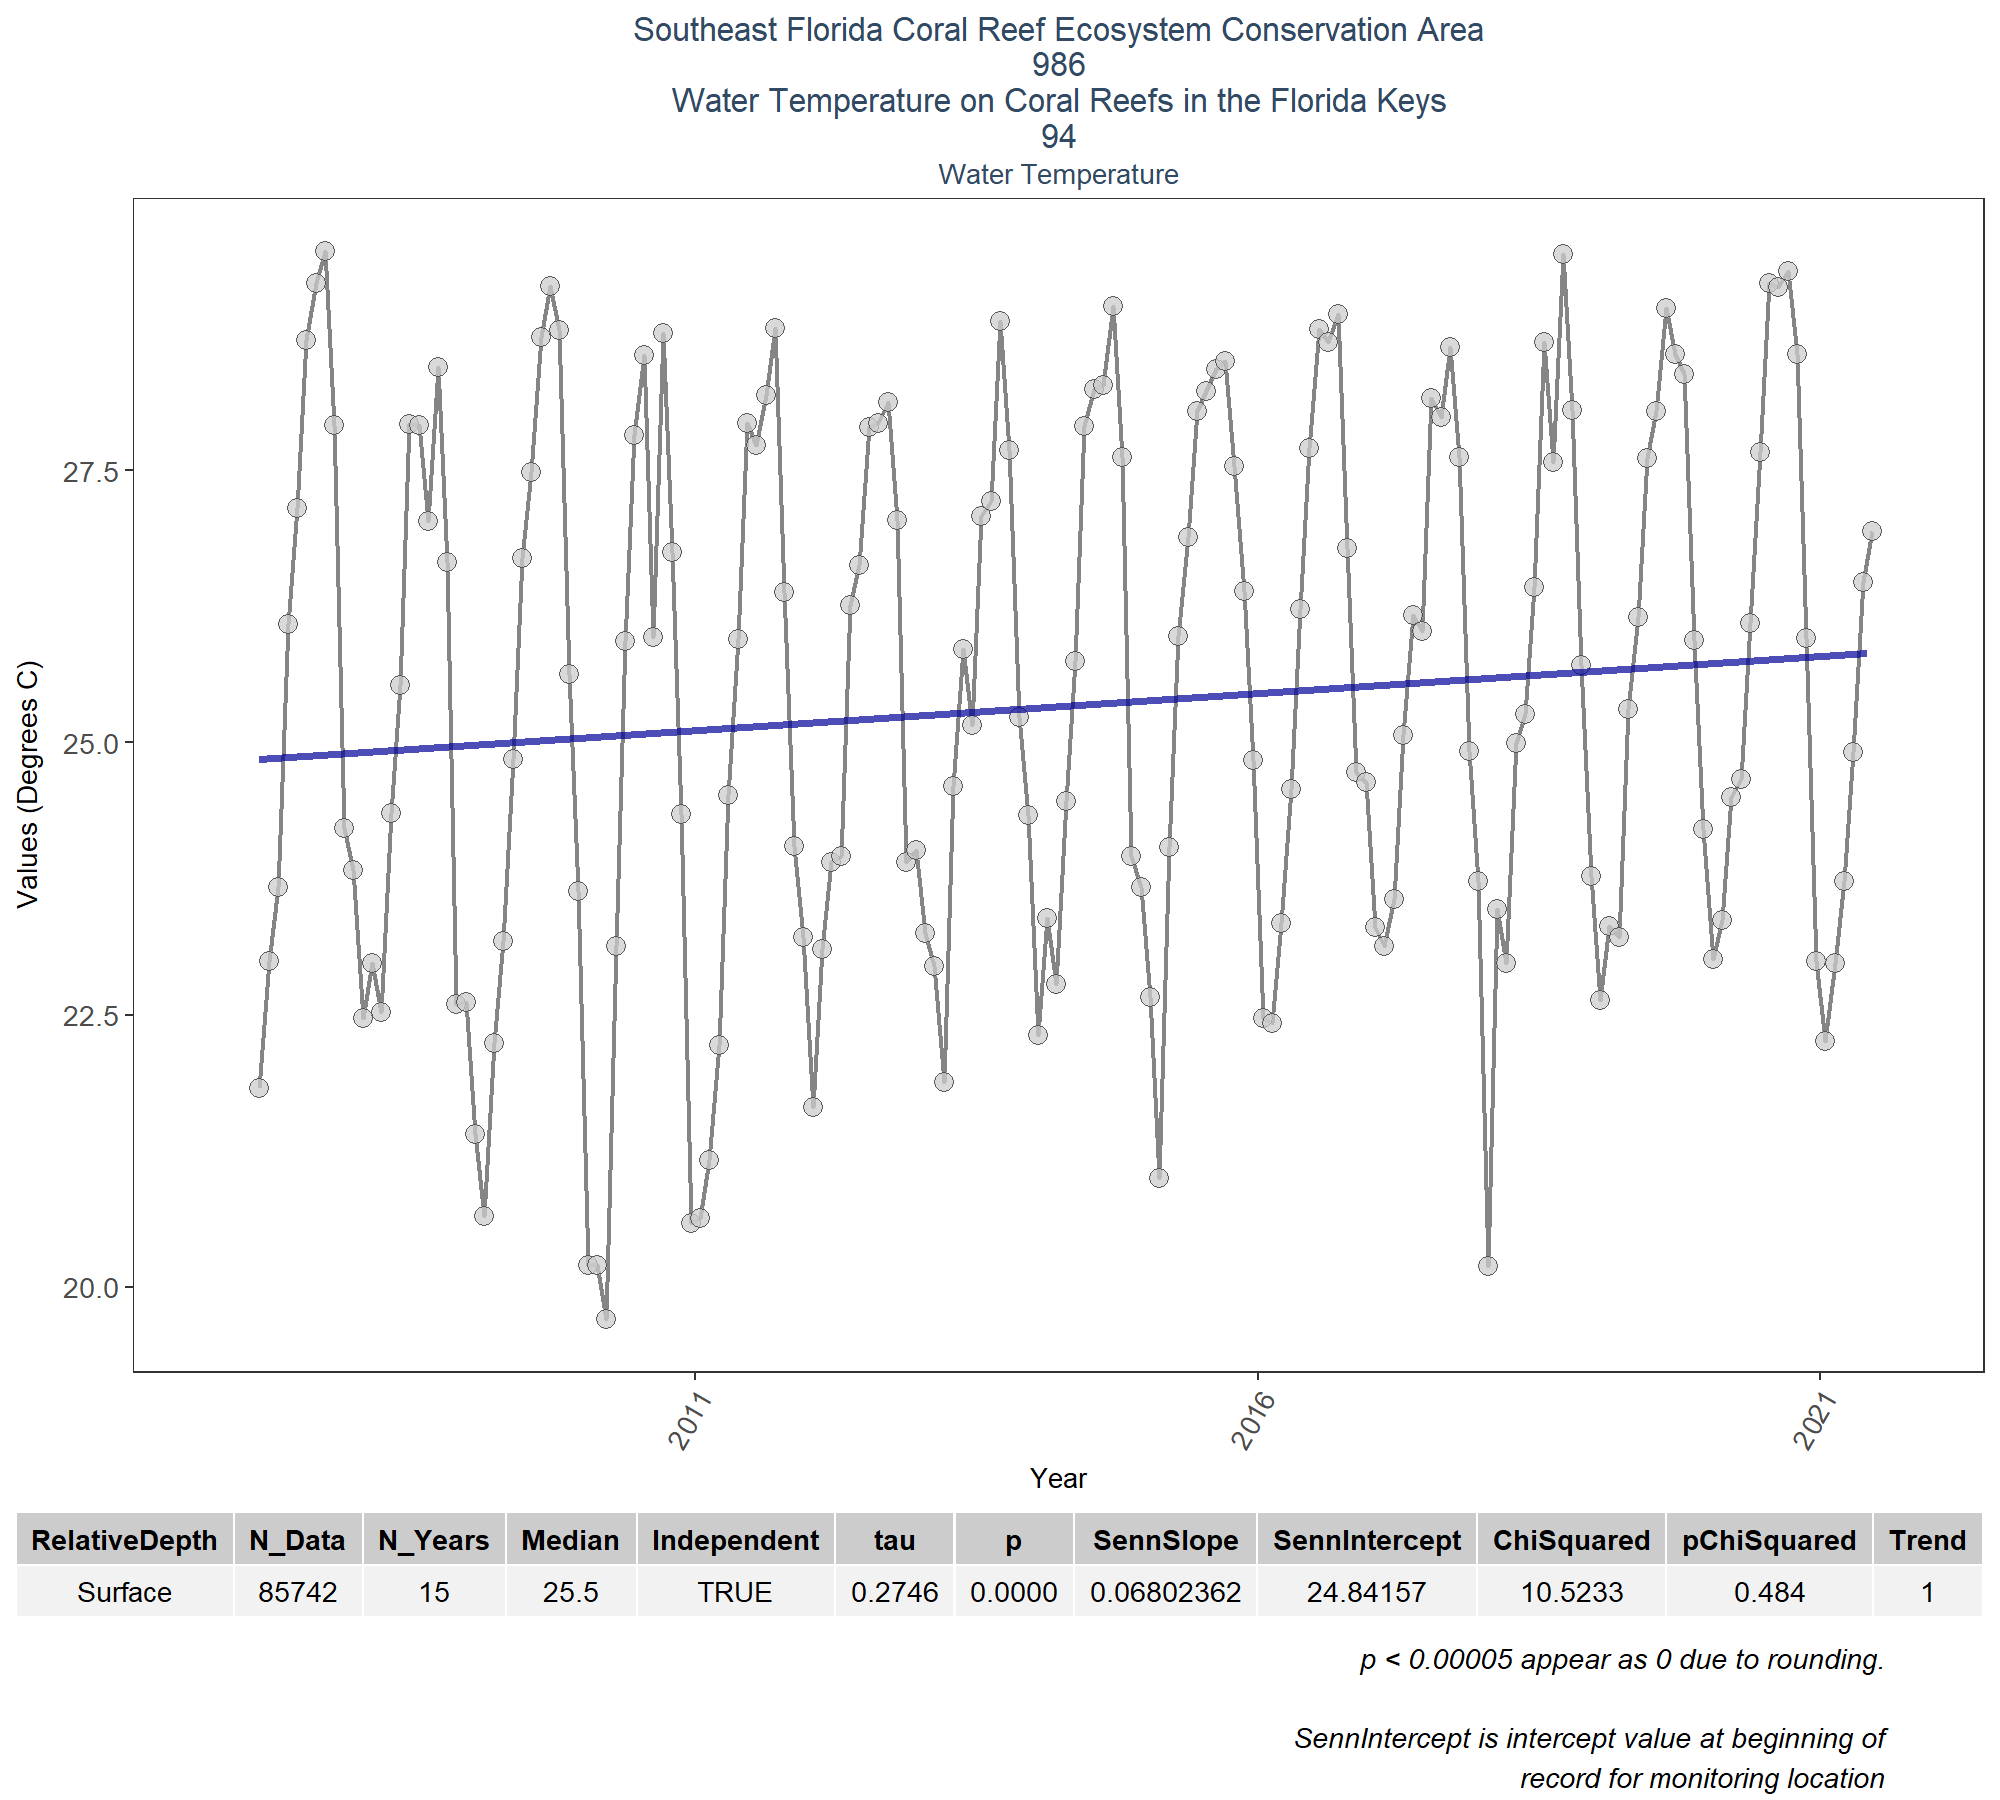 Southeast Florida Coral Reef Ecosystem Conservation Area
986
Water Temperature on Coral Reefs in the Florida Keys
94
Water Temperature
27.5
25.0
22.5
20.0
Values (Degrees C)
2011
2016
2021
Year
RelativeDepth N_Data N_Years Median Independent tau p SennSlope SennIntercept ChiSquared pChiSquared Trend
Surface 85742 15 25.5 TRUE 0.2746 0.0000 0.06802362 24.84157 10.5233 0.484 1
p < 0.00005 appear as 0 due to rounding.
SennIntercept is intercept value at beginning of
record for monitoring location